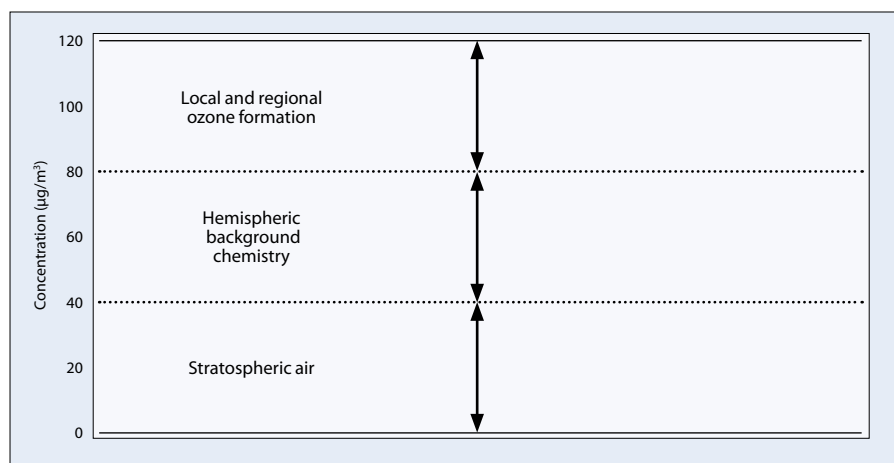 120
Local and regional
100
ozone formation
80
Hemispheric
60
background
chemistry
Concentration (µg/m³)
40
20
Stratospheric air
0